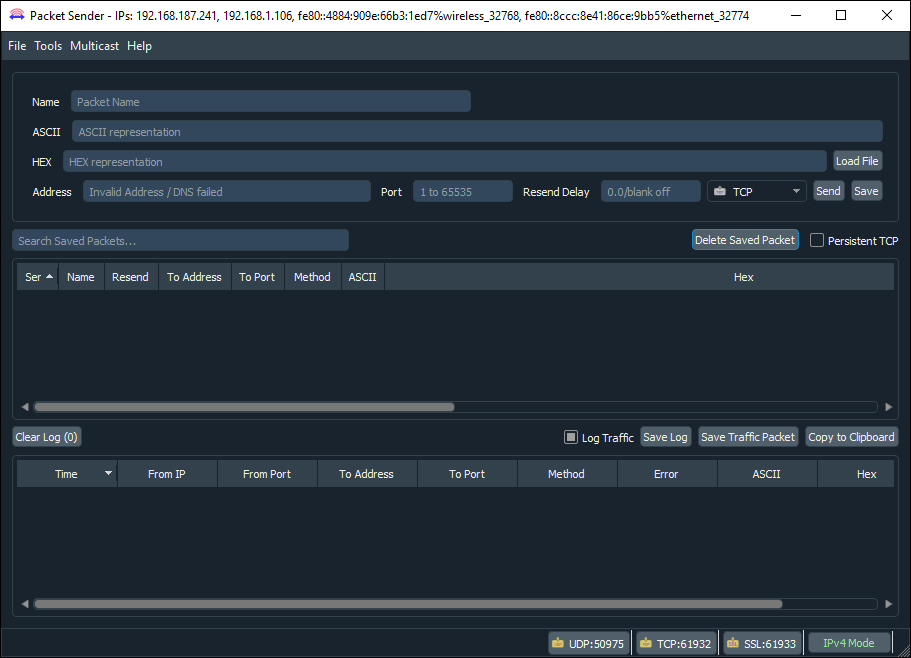 Packet Sender - IPs: 192.168.187.241, 192.168.1.106, fe80::4884:909e:66b3:1ed7%wireless_32768, fe80::8ccc:8e41:86ce:9bb5%ethernet_32774
File Tools Multicast Help
Name Packet Name
ASCII ASCII representation
HEX HEX representation Load File
Address Invalid Address / DNS failed Port 1 to 65535 Resend Delay 0.0/blank off TCP Send Save
Search Saved Packets... Delete Saved Packet Persistent TCP
Ser Name Resend To Address To Port Method ASCII Hex
Clear Log (0) Log Traffic Save Log Save Traffic Packet Copy to Clipboard
Time From IP From Port To Address To Port Method Error ASCII Hex
UDP:50975 TCP:61932 SSL:61933 IPv4 Mode